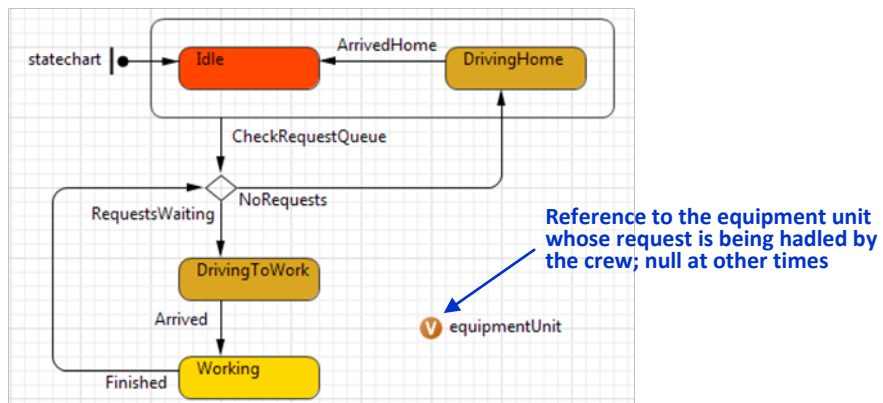 ArrivedHome
statechart
Idle
DrivingHome
CheckRequestQueue
NoRequests
RequestsWaiting
Reference to the equipment unit
whose request is being hadled by
the crew; null at other times
DrivingToWork
Arrived
V equipmentUnit
Working
Finished